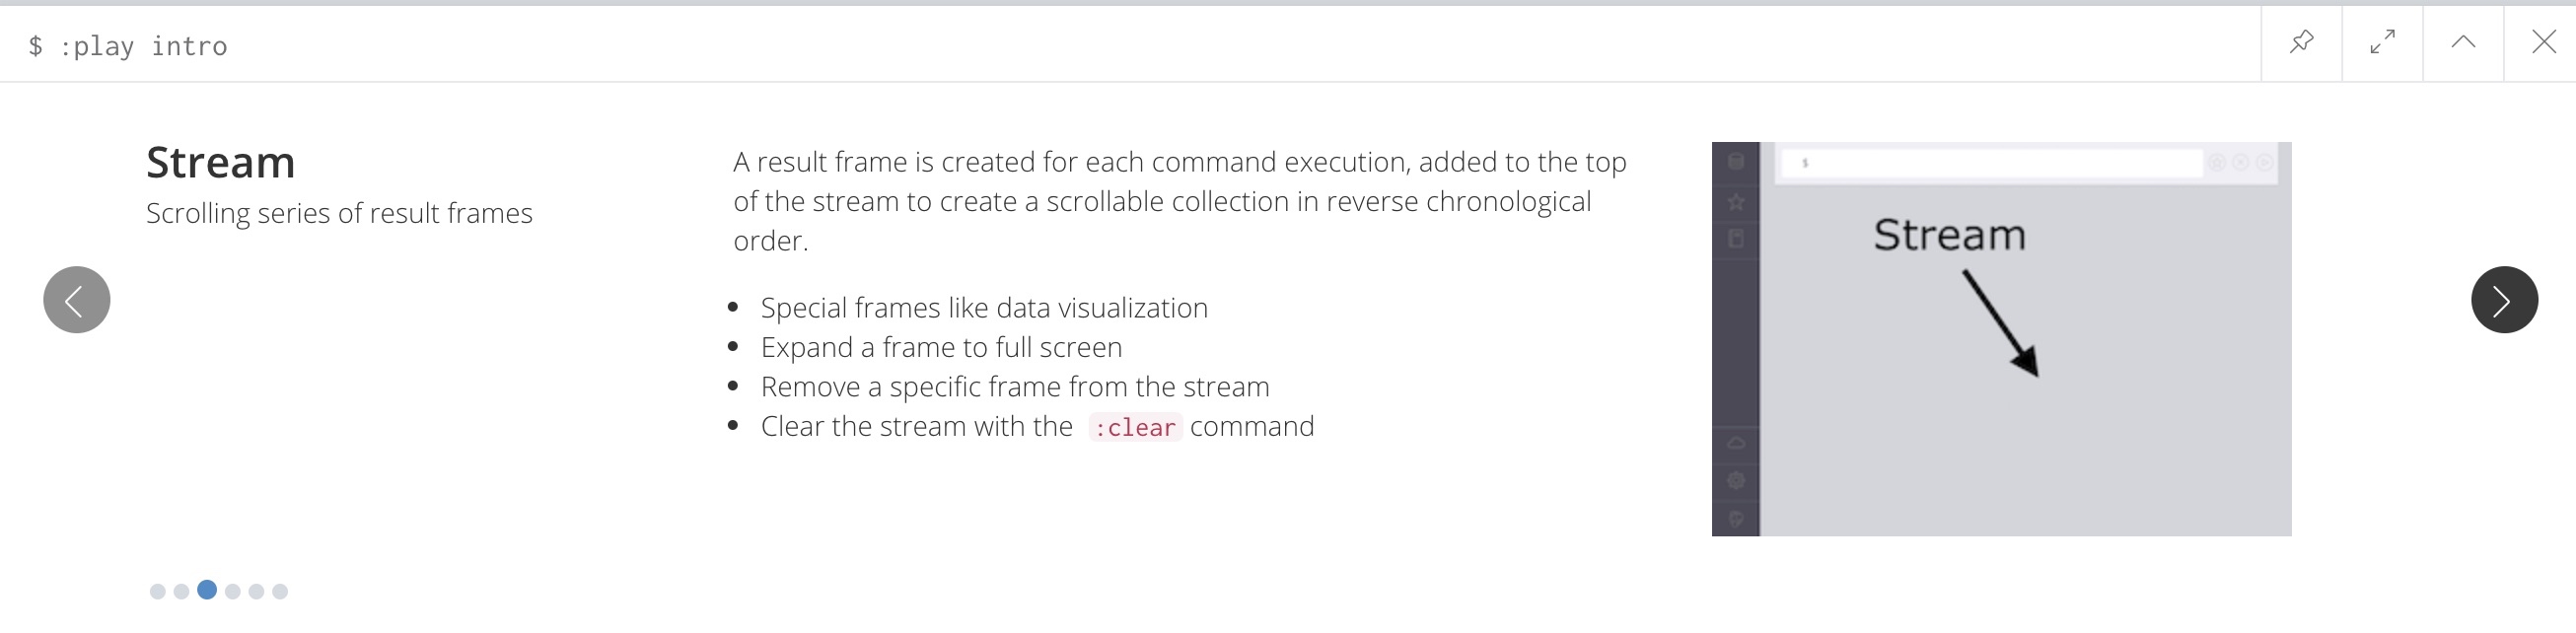 $ :play intro
Stream
Scrolling series of result frames
A result frame is created for each command execution, added to the top
of the stream to create a scrollable collection in reverse chronological
order.
• Special frames like data visualization
• Expand a frame to full screen
• Remove a specific frame from the stream
• Clear the stream with the :clear command
$
Stream